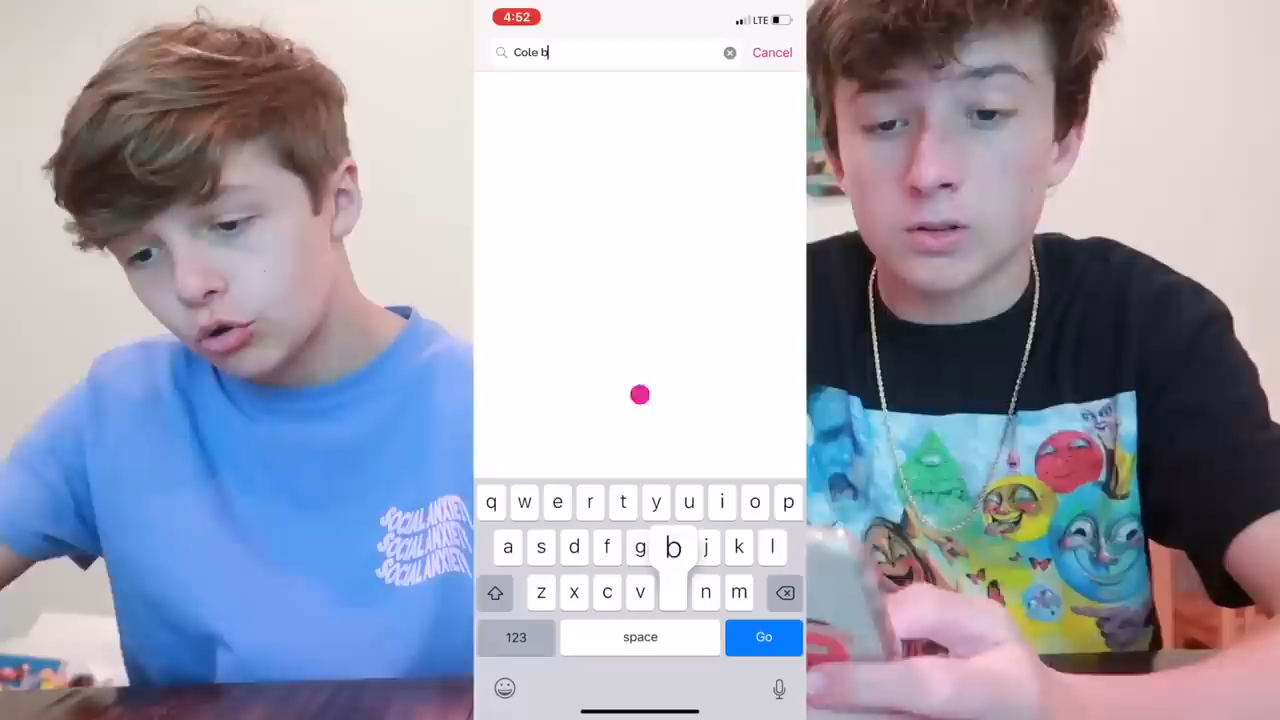 4:52
LTE
Cole b
Cancel
q w e r t y u i o p
a s d f g b j k l
z x c v n m
123 space Go
SOCIAL ANXIETY
SOCIAL ANXIETY
SOCIAL ANXIETY